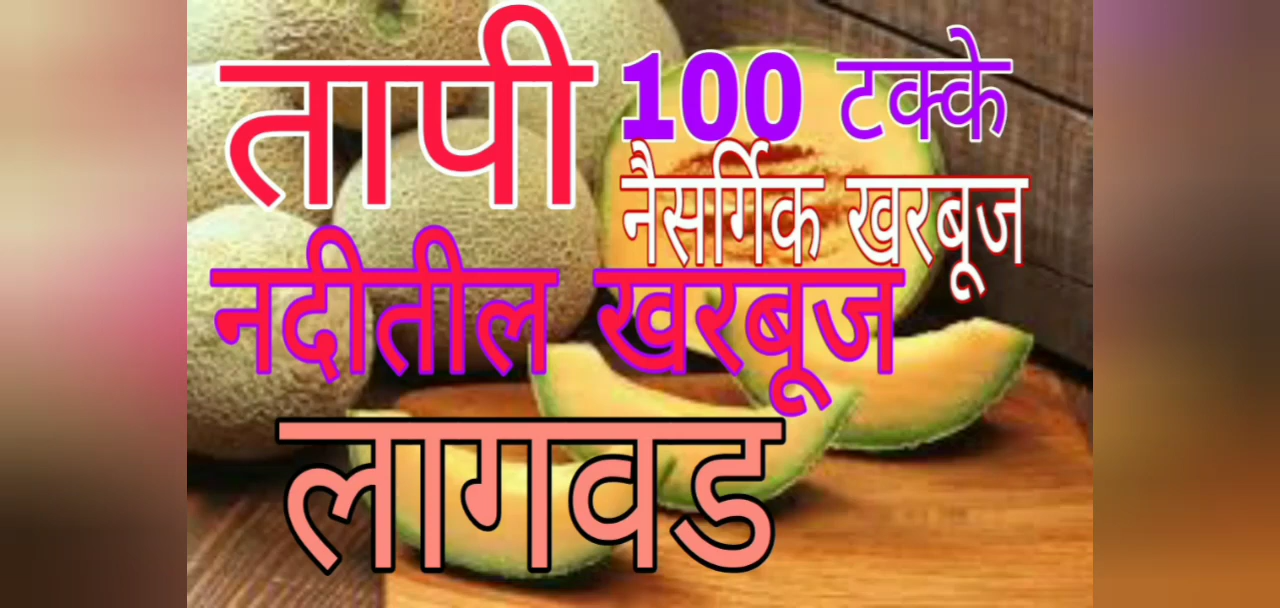 तापी
100 टक्के
नैसर्गिक खरबूज
नदीतील खरबूज
लागवड